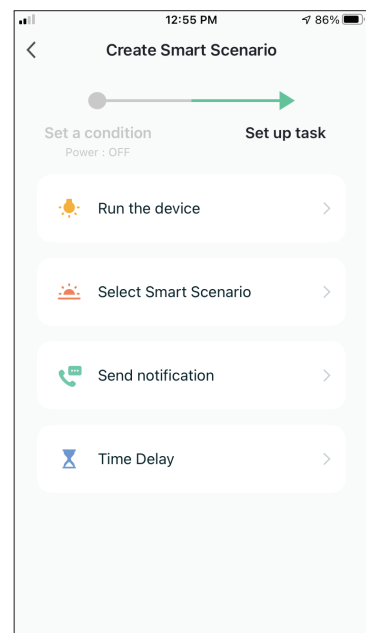 12:55 PM
86%
Create Smart Scenario
Set a condition
Set up task
Power : OFF
Run the device
Select Smart Scenario
Send notification
Time Delay